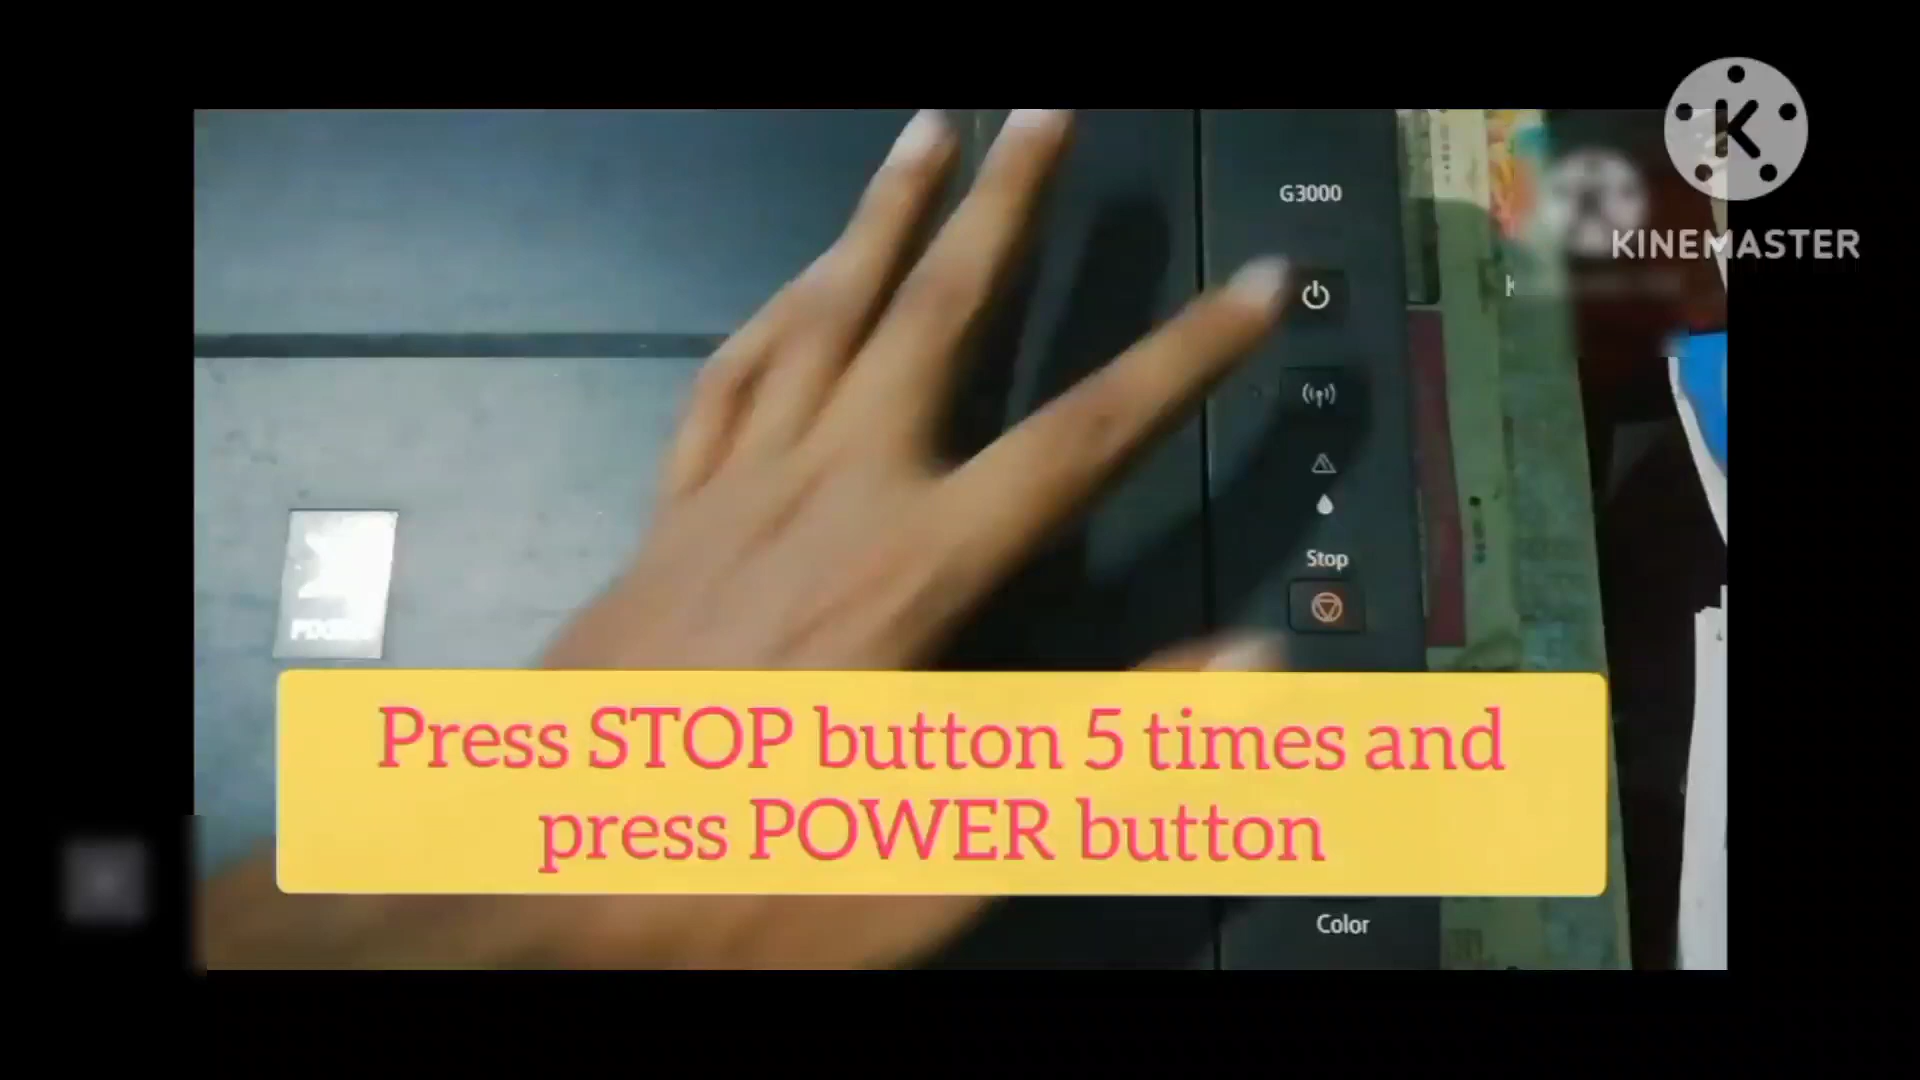 KINEMASTER
G3000
Stop
Press STOP button 5 times and
press POWER button
Color